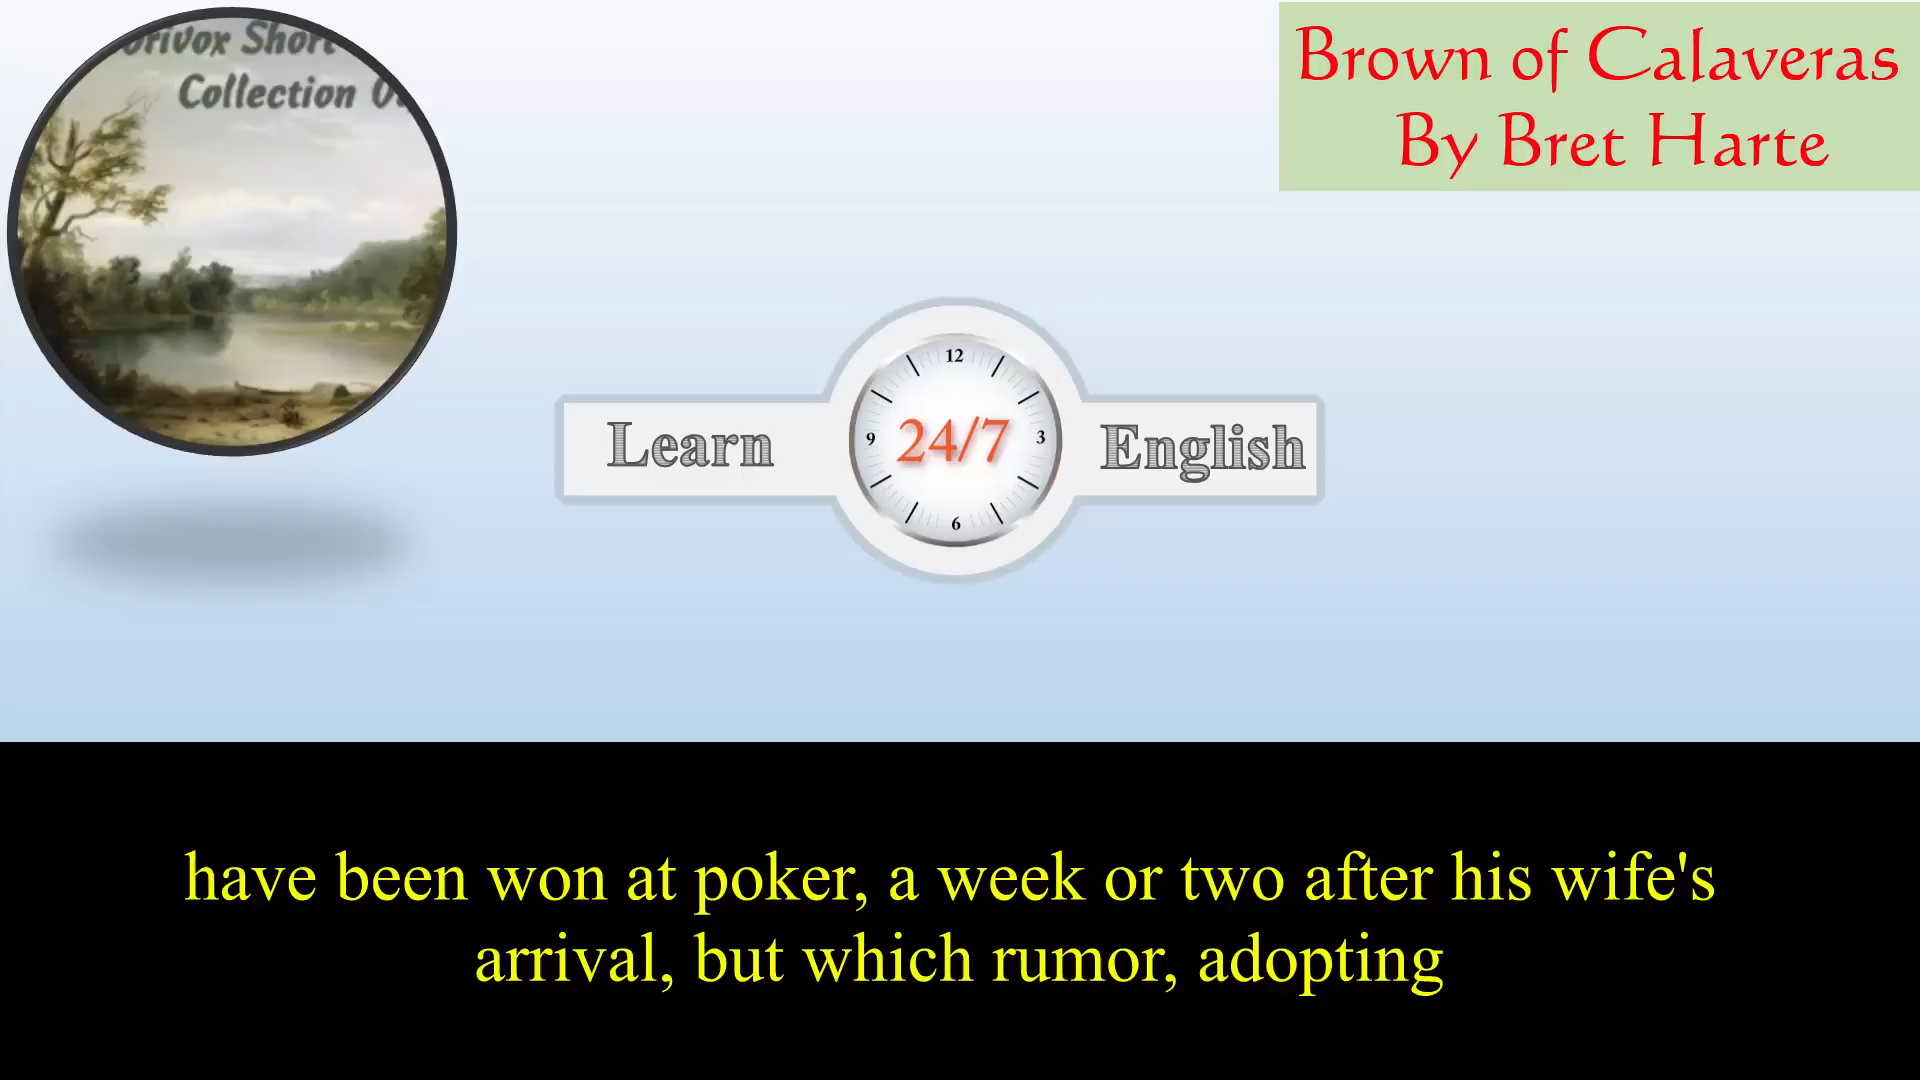 Short
Collection
Brown of Calaveras
By Bret Harte
12
Learn
9
24/7
3
English
6
have been won at poker, a week or two after his wife's
arrival, but which rumor, adopting